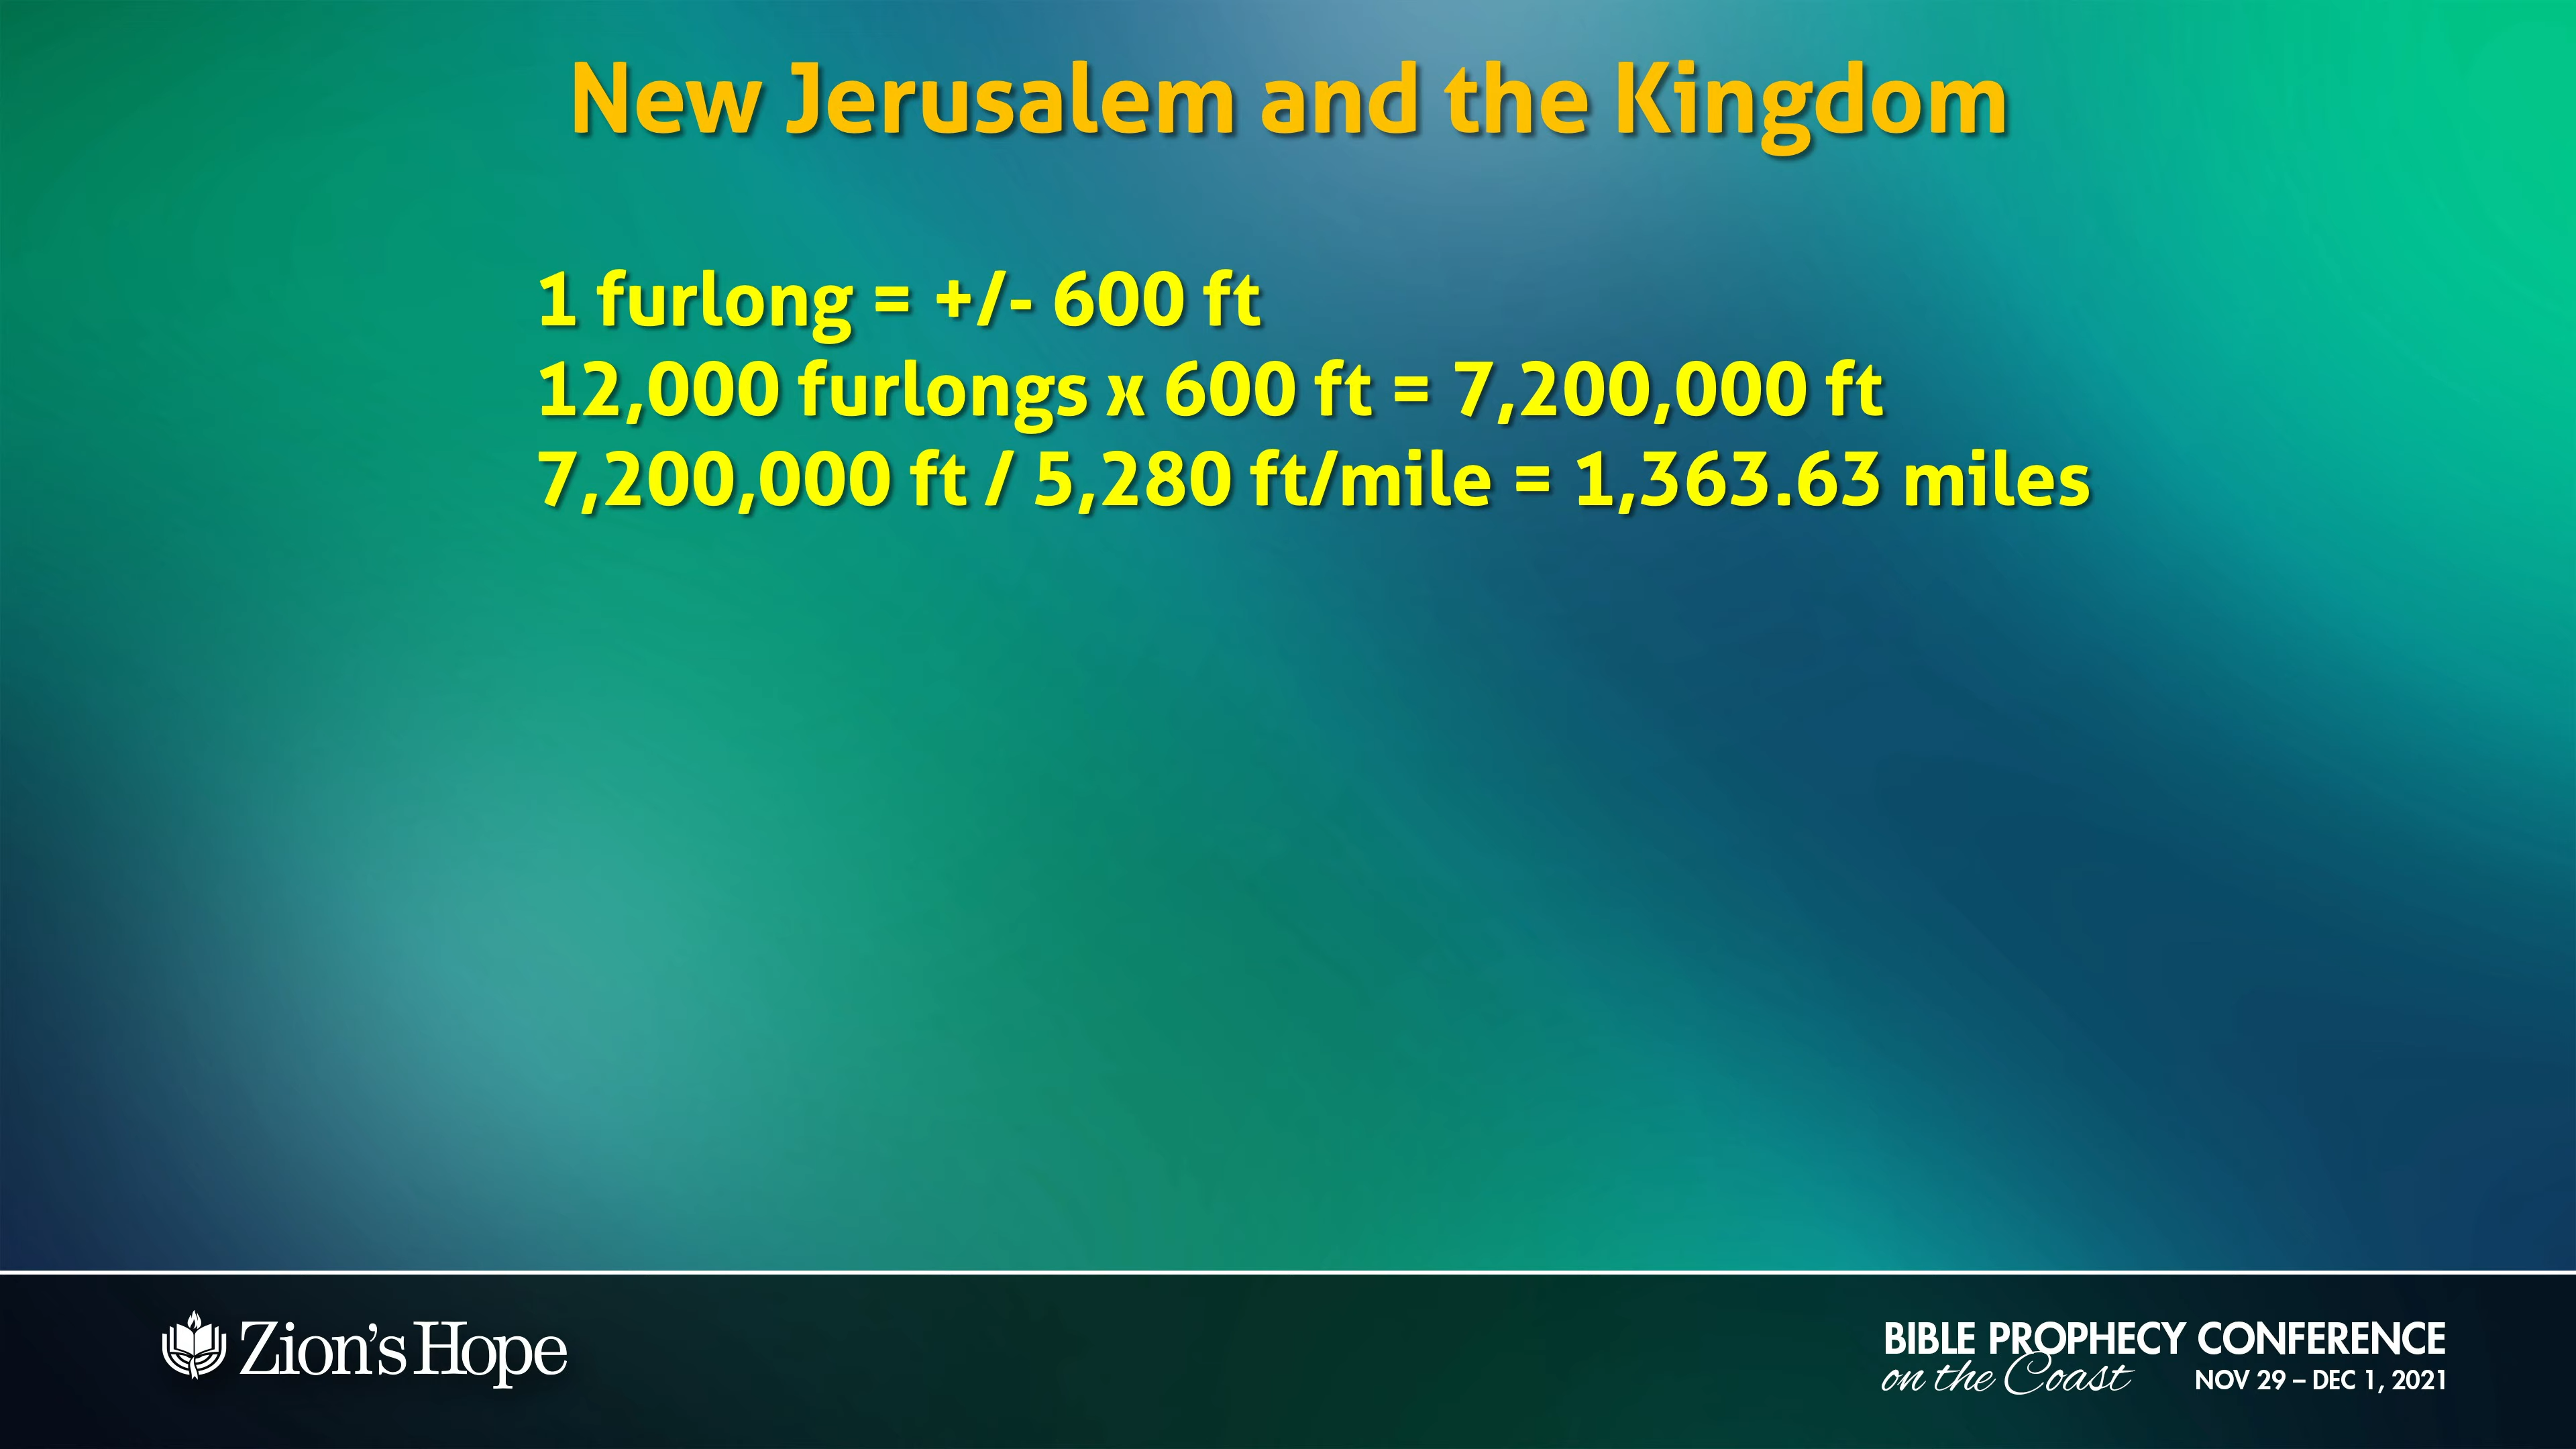 New Jerusalem and the Kingdom
1 furlong = +/- 600 ft
12,000 furlongs x 600 ft = 7,200,000 ft
7,200,000 ft / 5,280 ft/mile = 1,363.63 miles
Zion's Hope
BIBLE PROPHECY CONFERENCE
on the Coast NOV 29 – DEC 1, 2021